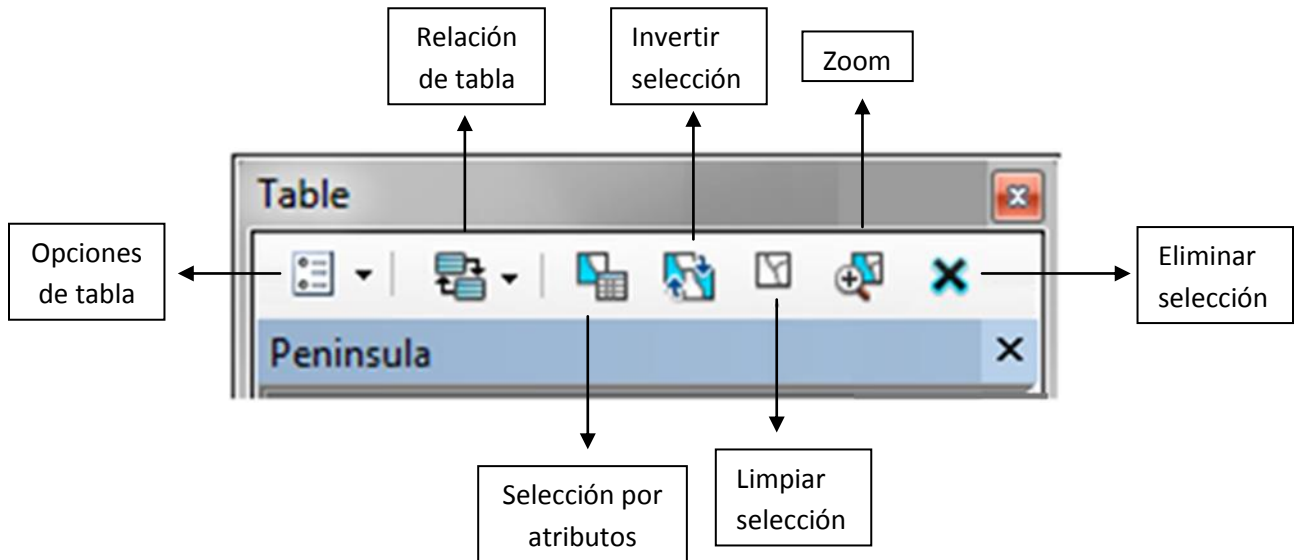 Relación
de tabla
Invertir
selección
Zoom
Table
Opciones
de tabla
Eliminar
selección
Peninsula
Selección por
atributos
Limpiar
selección